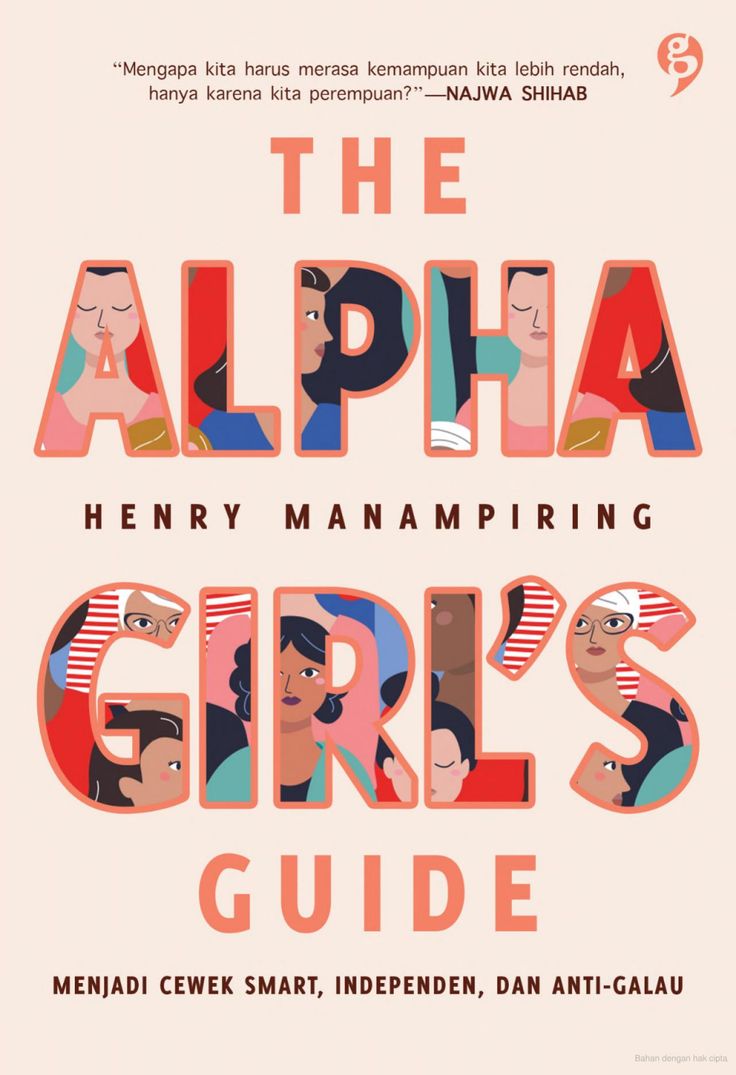 “Mengapa kita harus merasa kemampuan kita lebih rendah,
hanya karena kita perempuan?”—NAJWA SHIHAB
g
THE
ALPHA
HENRY MANAMPIRING
GIRL’S
GUIDE
MENJADI CEWEK SMART, INDEPENDEN, DAN ANTI-GALAU
Bahan dengan hak cipta